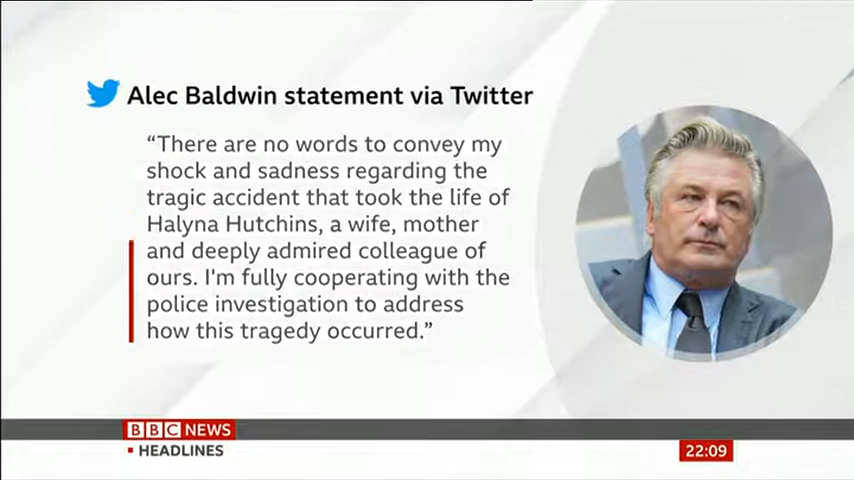 Alec Baldwin statement via Twitter
“There are no words to convey my
shock and sadness regarding the
tragic accident that took the life of
Halyna Hutchins, a wife, mother
and deeply admired colleague of
ours. I'm fully cooperating with the
police investigation to address
how this tragedy occurred.”
BBC NEWS
HEADLINES
22:09